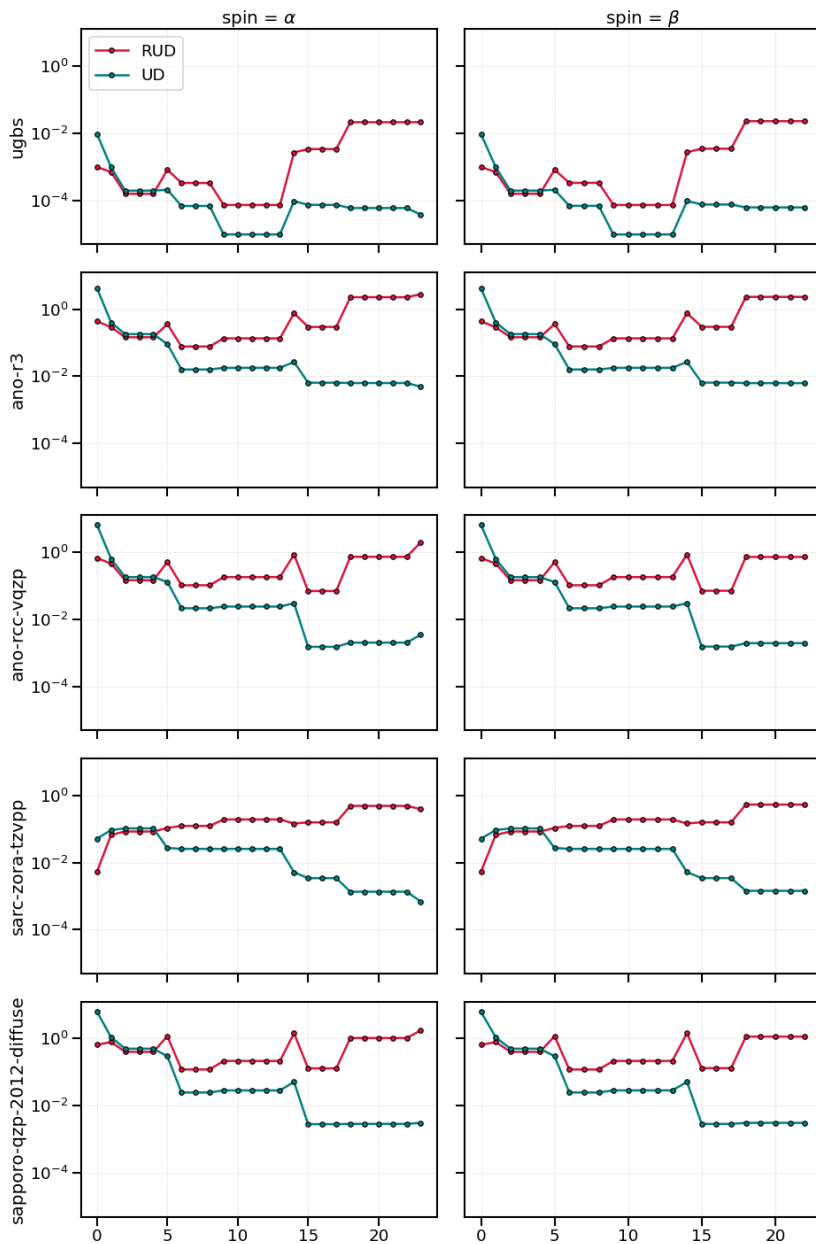 spin = α
spin = β
RUD
UD
10⁰
10⁻²
10⁻⁴
ugbs
10⁰
10⁻²
10⁻⁴
ano-r3
10⁰
10⁻²
10⁻⁴
ano-rcc-vqzp
10⁰
10⁻²
10⁻⁴
sarc-zora-tzvpp
10⁰
10⁻²
10⁻⁴
sapporo-qzp-2012-diffuse
0 5 10 15 20
0 5 10 15 20